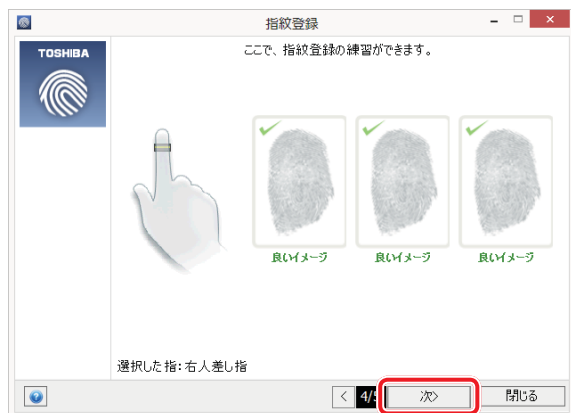 指紋登録
TOSHIBA
ここで、指紋登録の練習ができます。
良いイメージ
良いイメージ
良いイメージ
選択した指:右人差し指
?
< 4/5 次> 閉じる